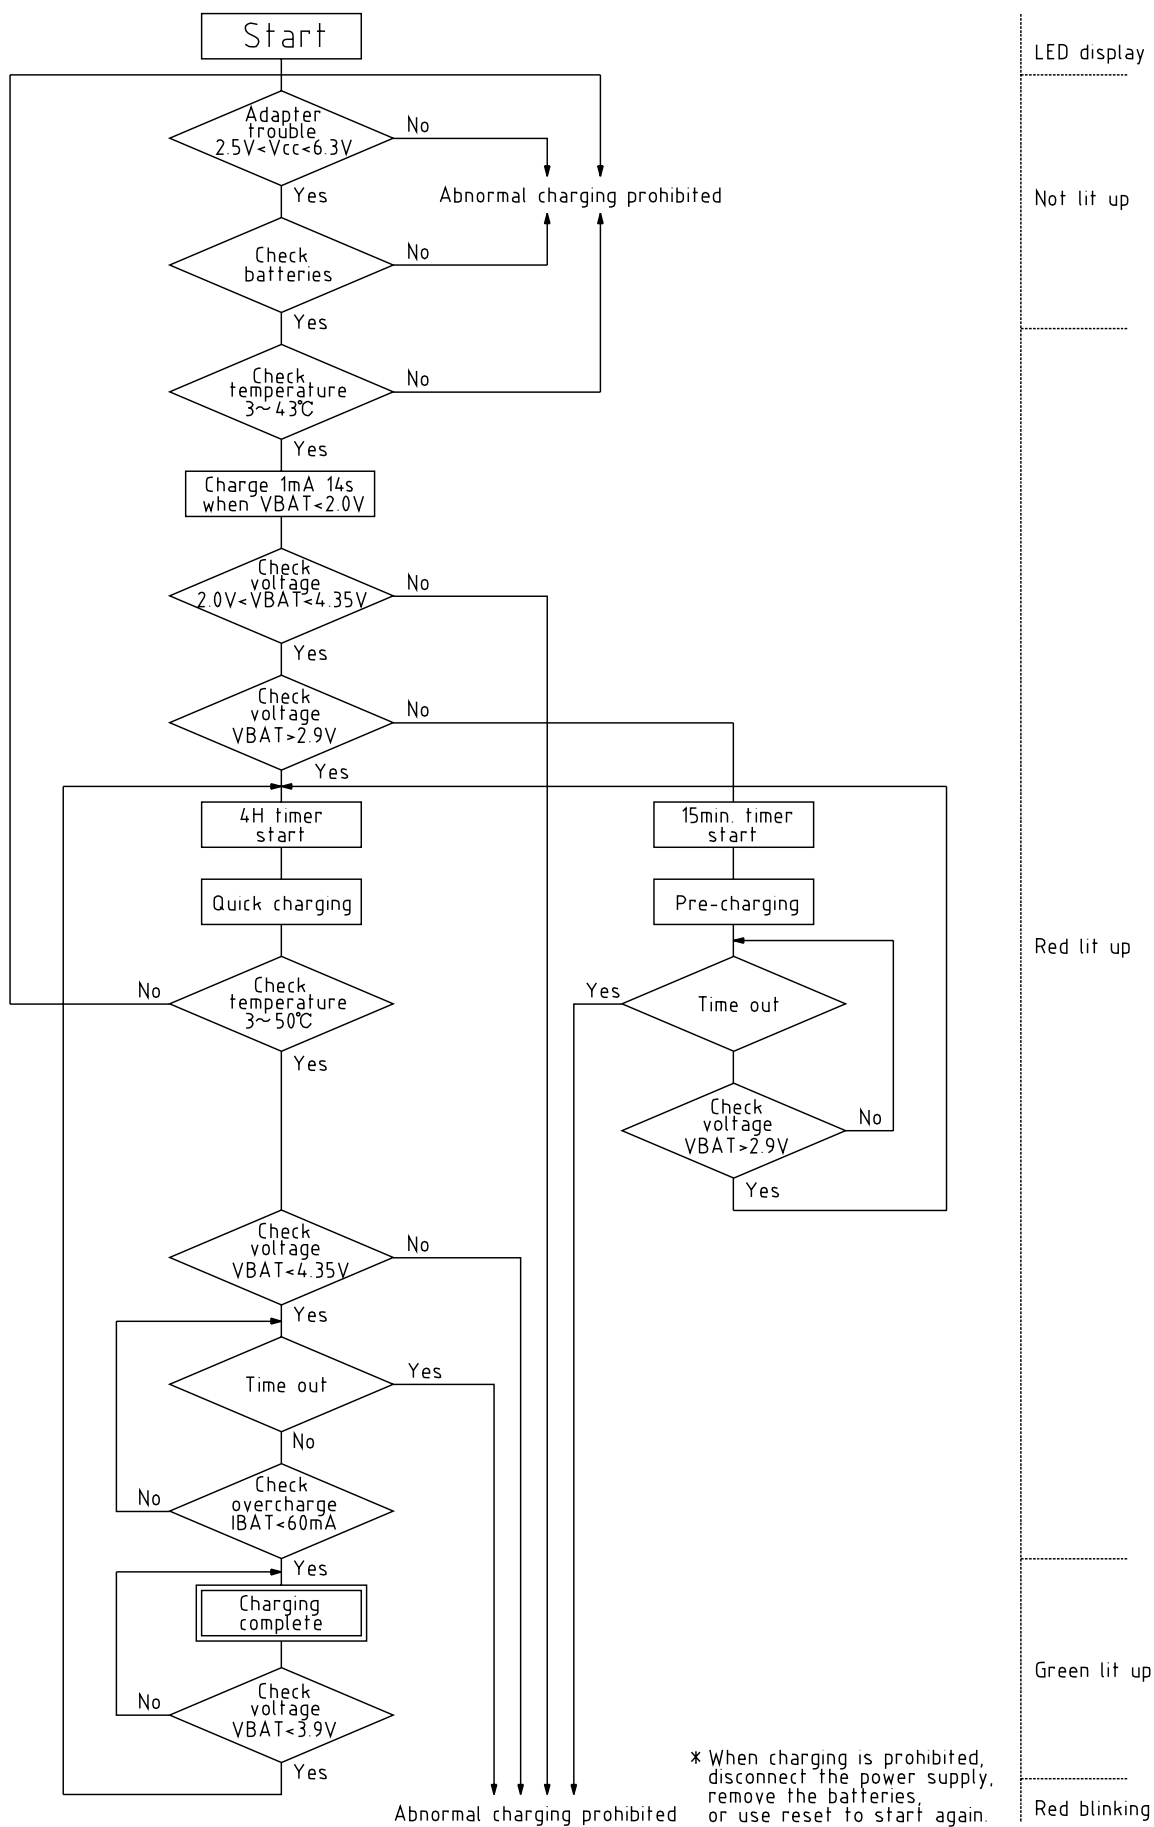 Start
LED display
Adapter
trouble
2.5V<Vcc<6.3V
No
Abnormal charging prohibited
Not lit up
Yes
Check
batteries
No
Yes
Check
temperature
3~43℃
No
Yes
Charge 1mA 14s
when VBAT<2.0V
Check
voltage
2.0V<VBAT<4.35V
No
Yes
Check
voltage
VBAT>2.9V
No
Yes
4H timer
start
15min. timer
start
Quick charging
Pre-charging
Red lit up
Check
temperature
3~50℃
No
Yes
Time out
Yes
Check
voltage
VBAT>2.9V
No
Yes
Check
voltage
VBAT<4.35V
No
Yes
Time out
Yes
No
Check
overcharge
IBAT<60mA
No
Yes
Charging
complete
Green lit up
Check
voltage
VBAT<3.9V
No
Yes
* When charging is prohibited,
disconnect the power supply,
remove the batteries,
or use reset to start again.
Abnormal charging prohibited
Red blinking